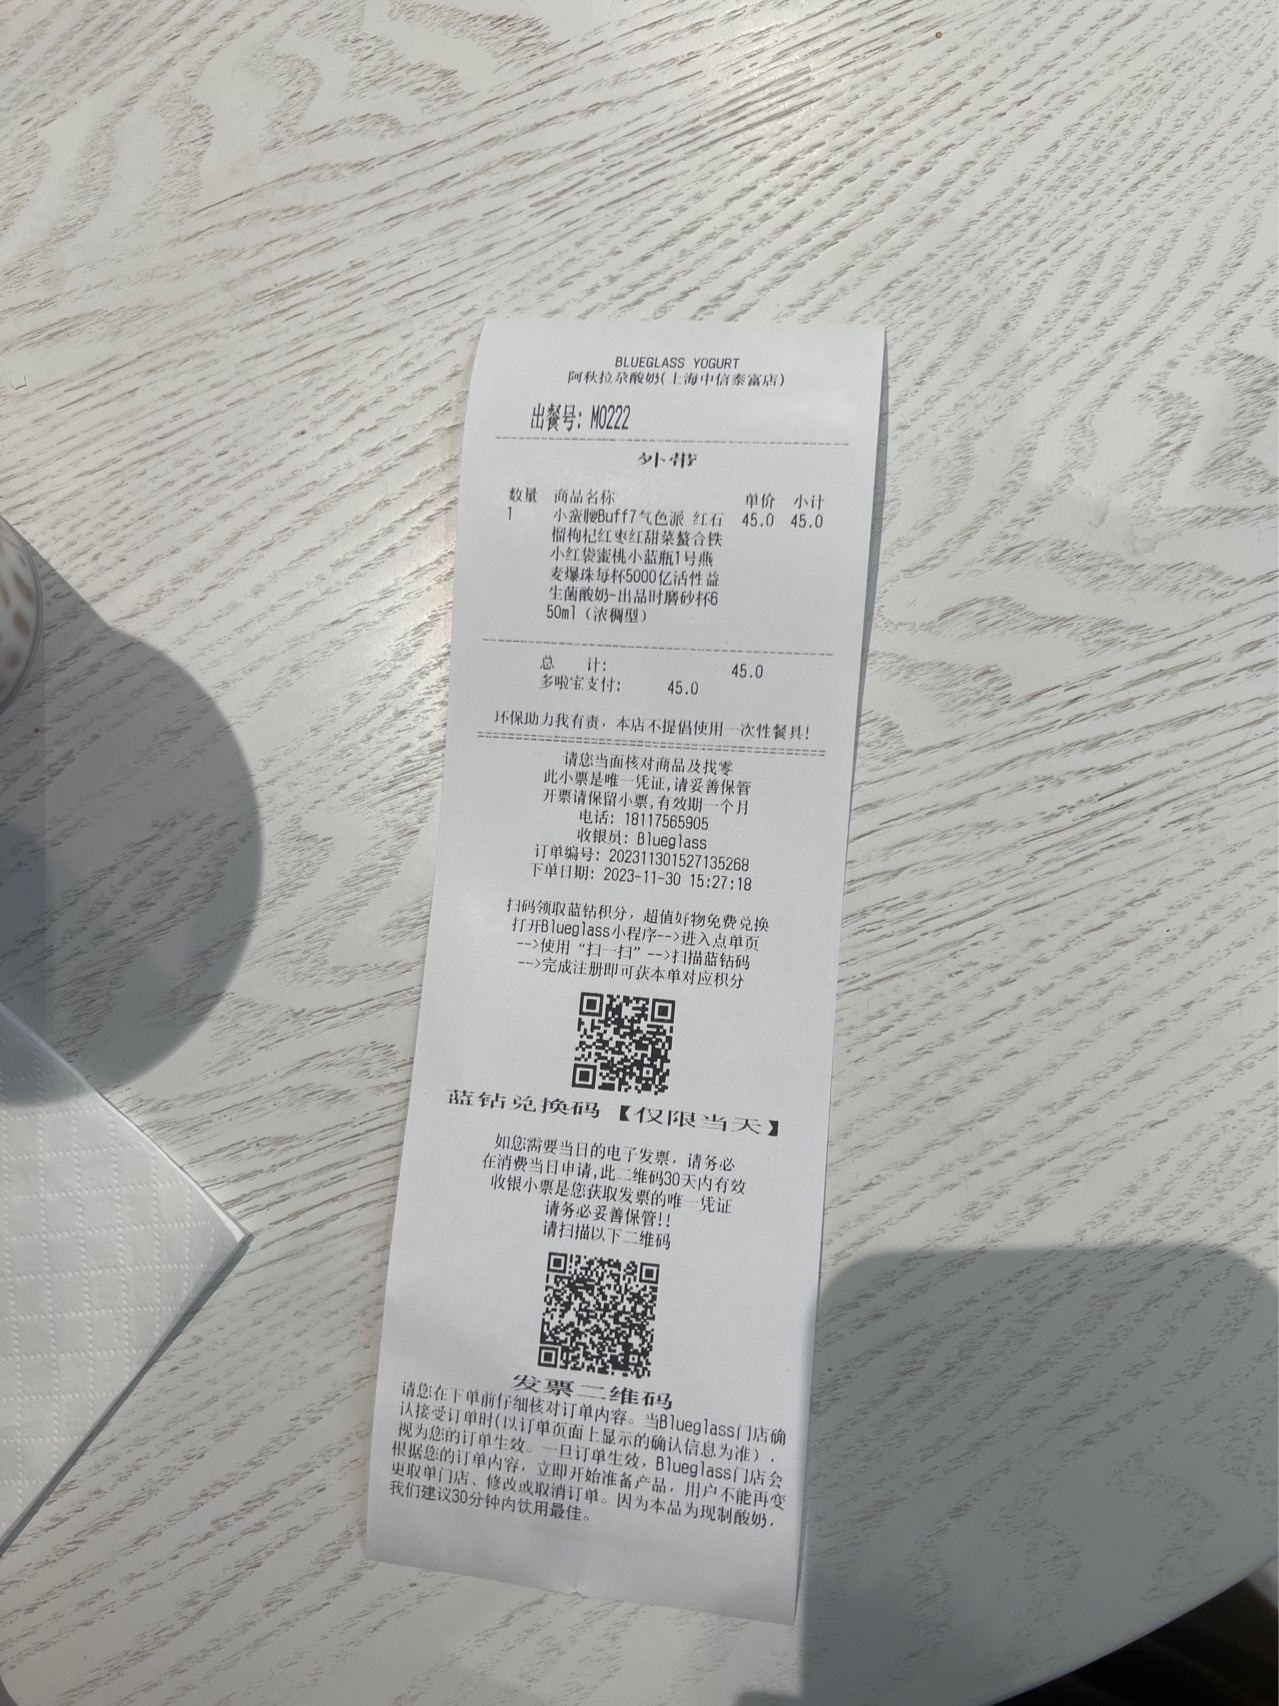 BLUEGLASS YOGURT
阿秋拉尕酸奶(上海中信泰富店)
出餐号: M0222
外带
数量 商品名称 单价 小计
1 小蛮腰Buff7气色派 红石 45.0 45.0
榴枸杞红枣红甜菜螯合铁
小红袋蜜桃小蓝瓶1号燕
麦爆珠每杯5000亿活性益
生菌酸奶-出品时磨砂杯6
50ml（浓稠型）
总 计: 45.0
多啦宝支付: 45.0
环保助力我有责，本店不提倡使用一次性餐具!
请您当面核对商品及找零
此小票是唯一凭证,请妥善保管
开票请保留小票,有效期一个月
电话: 18117565905
收银员: Blueglass
订单编号: 202311301527135268
下单日期: 2023-11-30 15:27:18
扫码领取蓝钻积分，超值好物免费兑换
打开Blueglass小程序-->进入点单页
-->使用“扫一扫”-->扫描蓝钻码
-->完成注册即可获本单对应积分
蓝钻兑换码【仅限当天】
如您需要当日的电子发票，请务必
在消费当日申请,此二维码30天内有效
收银小票是您获取发票的唯一凭证
请务必妥善保管!!
请扫描以下二维码
发票二维码
请您在下单前仔细核对订单内容。当Blueglass门店确
认接受订单时(以订单页面上显示的确认信息为准），
视为您的订单生效。一旦订单生效，Blueglass门店会
根据您的订单内容，立即开始准备产品，用户不能再变
更取单门店、修改或取消订单。因为本品为现制酸奶，
我们建议30分钟内饮用最佳。